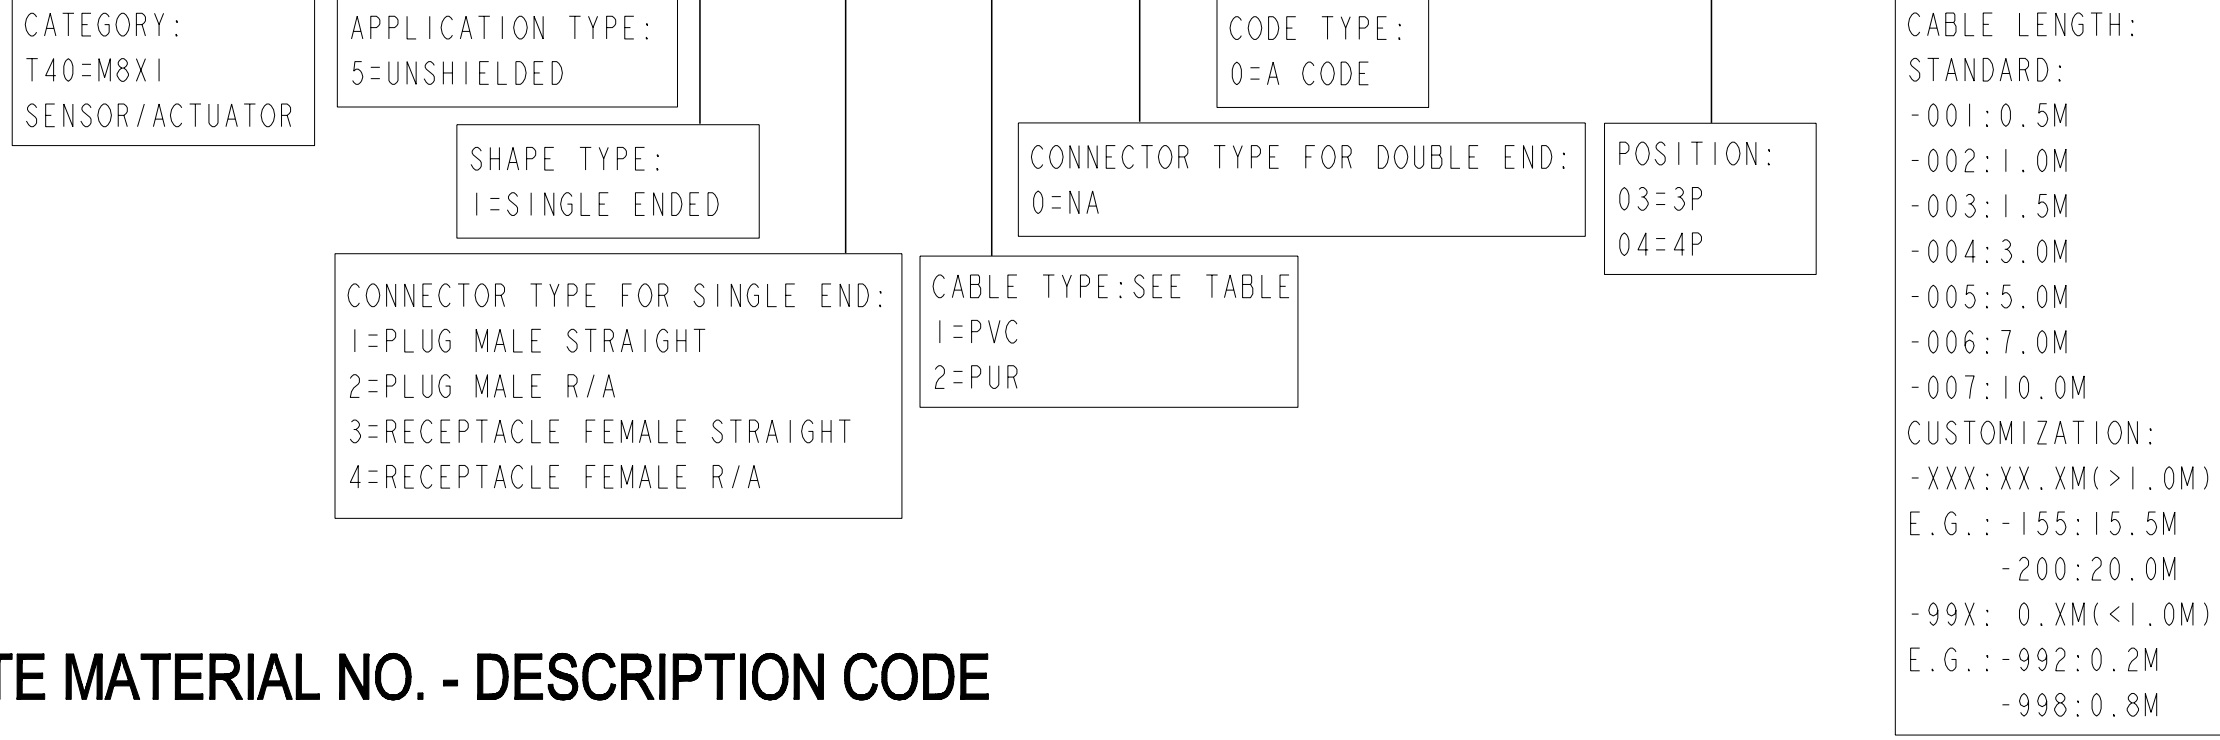 CATEGORY:
T40=M8X1
SENSOR/ACTUATOR
APPLICATION TYPE:
5=UNSHIELDED
SHAPE TYPE:
1=SINGLE ENDED
CONNECTOR TYPE FOR SINGLE END:
1=PLUG MALE STRAIGHT
2=PLUG MALE R/A
3=RECEPTACLE FEMALE STRAIGHT
4=RECEPTACLE FEMALE R/A
CABLE TYPE:SEE TABLE
1=PVC
2=PUR
CONNECTOR TYPE FOR DOUBLE END:
0=NA
CODE TYPE:
0=A CODE
POSITION:
03=3P
04=4P
CABLE LENGTH:
STANDARD:
-001:0.5M
-002:1.0M
-003:1.5M
-004:3.0M
-005:5.0M
-006:7.0M
-007:10.0M
CUSTOMIZATION:
-XXX:XX.XM(>1.0M)
E.G.:-155:15.5M
-200:20.0M
-99X: 0.XM(<1.0M)
E.G.:-992:0.2M
-998:0.8M
TE MATERIAL NO. - DESCRIPTION CODE